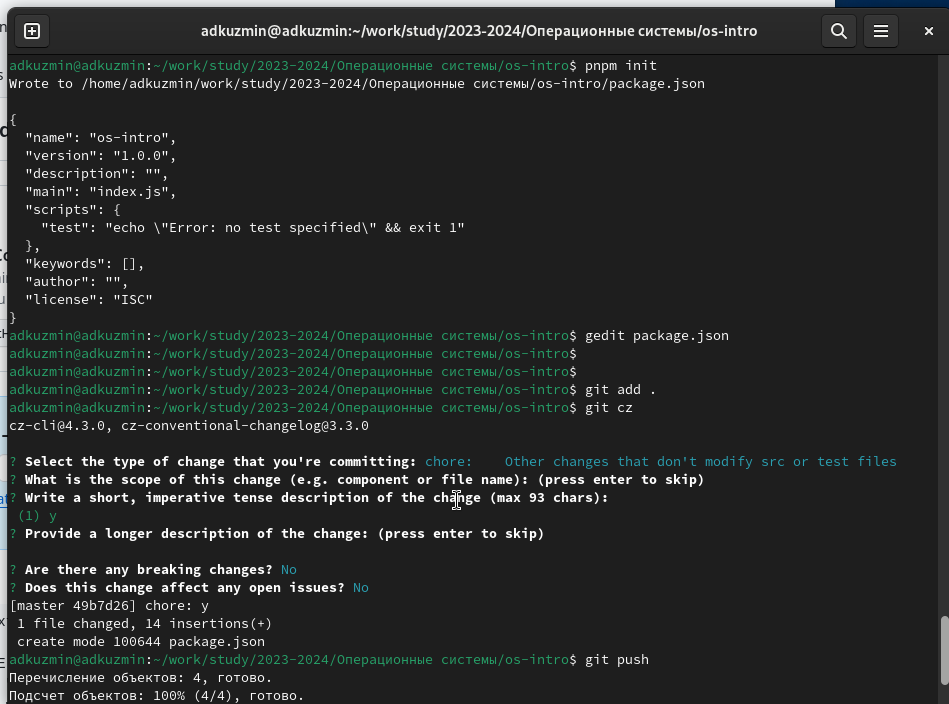 adkuzmin@adkuzmin:~/work/study/2023-2024/Операционные системы/os-intro
adkuzmin@adkuzmin:~/work/study/2023-2024/Операционные системы/os-intro$ pnpm init
Wrote to /home/adkuzmin/work/study/2023-2024/Операционные системы/os-intro/package.json
{
  "name": "os-intro",
  "version": "1.0.0",
  "description": "",
  "main": "index.js",
  "scripts": {
    "test": "echo \"Error: no test specified\" && exit 1"
  },
  "keywords": [],
  "author": "",
  "license": "ISC"
}
adkuzmin@adkuzmin:~/work/study/2023-2024/Операционные системы/os-intro$ gedit package.json
adkuzmin@adkuzmin:~/work/study/2023-2024/Операционные системы/os-intro$
adkuzmin@adkuzmin:~/work/study/2023-2024/Операционные системы/os-intro$
adkuzmin@adkuzmin:~/work/study/2023-2024/Операционные системы/os-intro$ git add .
adkuzmin@adkuzmin:~/work/study/2023-2024/Операционные системы/os-intro$ git cz
cz-cli@4.3.0, cz-conventional-changelog@3.3.0
? Select the type of change that you're committing: chore:    Other changes that don't modify src or test files
? What is the scope of this change (e.g. component or file name): (press enter to skip)
? Write a short, imperative tense description of the change (max 93 chars):
 (1) y
? Provide a longer description of the change: (press enter to skip)
? Are there any breaking changes? No
? Does this change affect any open issues? No
[master 49b7d26] chore: y
 1 file changed, 14 insertions(+)
 create mode 100644 package.json
adkuzmin@adkuzmin:~/work/study/2023-2024/Операционные системы/os-intro$ git push
Перечисление объектов: 4, готово.
Подсчет объектов: 100% (4/4), готово.